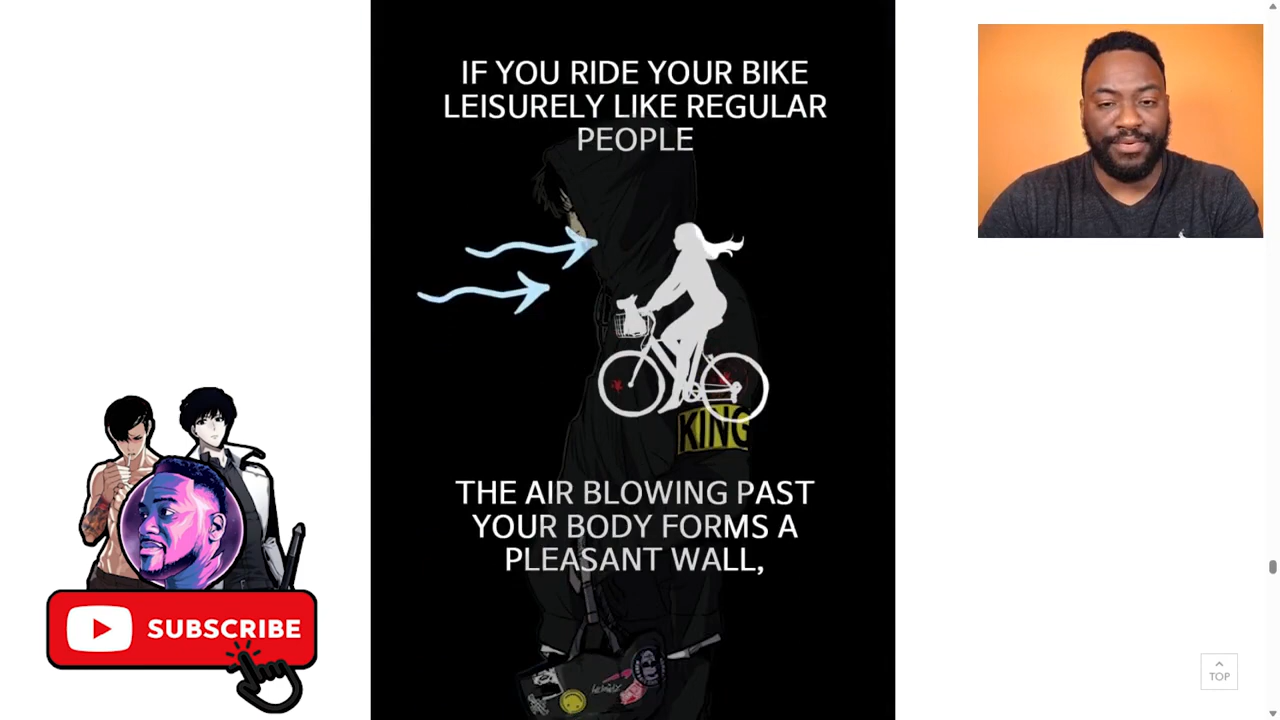 IF YOU RIDE YOUR BIKE
LEISURELY LIKE REGULAR
PEOPLE
KING
THE AIR BLOWING PAST
YOUR BODY FORMS A
PLEASANT WALL,
SUBSCRIBE
TOP